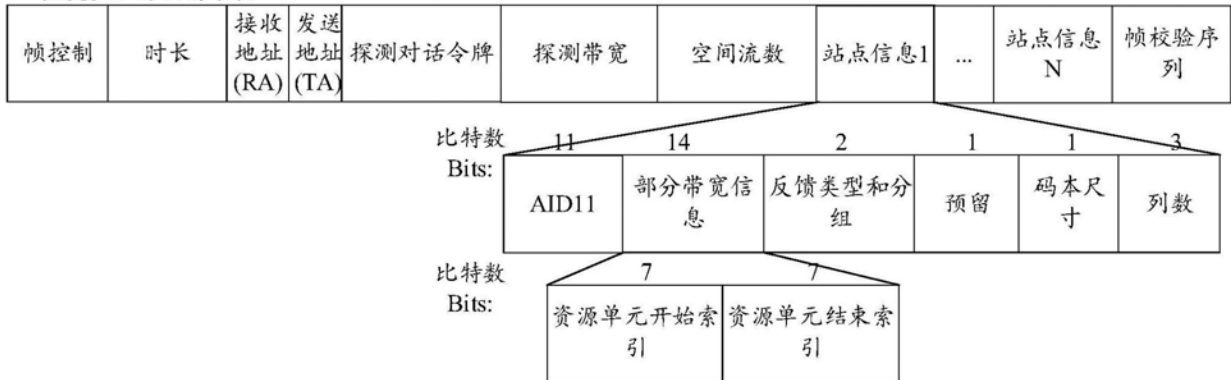 帧控制
时长
接收
地址
(RA)
发送
地址
(TA)
探测对话令牌
探测带宽
空间流数
站点信息1
...
站点信息
N
帧校验序
列
比特数
Bits:
11
14
2
1
1
3
AID11
部分带宽信
息
反馈类型和分
组
预留
码本尺
寸
列数
比特数
Bits:
7
7
资源单元开始索
引
资源单元结束索
引